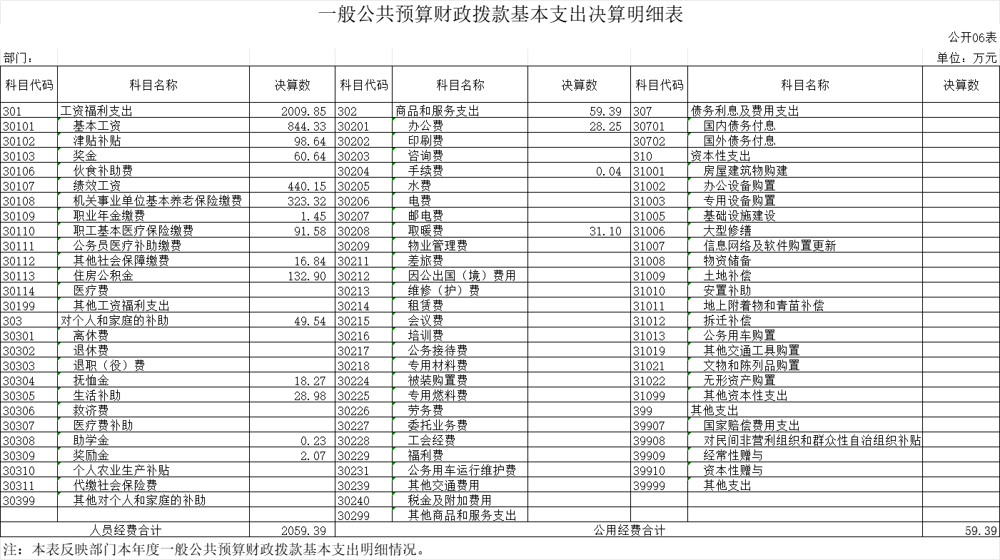 一般公共预算财政拨款基本支出决算明细表
公开06表
部门： 单位：万元
科目代码 科目名称 决算数 科目代码 科目名称 决算数 科目代码 科目名称 决算数
301 工资福利支出 2009.85 302 商品和服务支出 59.39 307 债务利息及费用支出
30101 基本工资 844.33 30201 办公费 28.25 30701 国内债务付息
30102 津贴补贴 98.64 30202 印刷费 30702 国外债务付息
30103 奖金 60.64 30203 咨询费 310 资本性支出
30106 伙食补助费 30204 手续费 0.04 31001 房屋建筑物购建
30107 绩效工资 440.15 30205 水费 31002 办公设备购置
30108 机关事业单位基本养老保险缴费 323.32 30206 电费 31003 专用设备购置
30109 职业年金缴费 1.45 30207 邮电费 31005 基础设施建设
30110 职工基本医疗保险缴费 91.58 30208 取暖费 31.10 31006 大型修缮
30111 公务员医疗补助缴费 30209 物业管理费 31007 信息网络及软件购置更新
30112 其他社会保障缴费 16.84 30211 差旅费 31008 物资储备
30113 住房公积金 132.90 30212 因公出国（境）费用 31009 土地补偿
30114 医疗费 30213 维修（护）费 31010 安置补助
30199 其他工资福利支出 30214 租赁费 31011 地上附着物和青苗补偿
303 对个人和家庭的补助 49.54 30215 会议费 31012 拆迁补偿
30301 离休费 30216 培训费 31013 公务用车购置
30302 退休费 30217 公务接待费 31019 其他交通工具购置
30303 退职（役）费 30218 专用材料费 31021 文物和陈列品购置
30304 抚恤金 18.27 30224 被装购置费 31022 无形资产购置
30305 生活补助 28.98 30225 专用燃料费 31099 其他资本性支出
30306 救济费 30226 劳务费 399 其他支出
30307 医疗费补助 30227 委托业务费 39907 国家赔偿费用支出
30308 助学金 0.23 30228 工会经费 39908 对民间非营利组织和群众性自治组织补贴
30309 奖励金 2.07 30229 福利费 39909 经常性赠与
30310 个人农业生产补贴 30231 公务用车运行维护费 39910 资本性赠与
30311 代缴社会保险费 30239 其他交通费用 39999 其他支出
30399 其他对个人和家庭的补助 30240 税金及附加费用
30299 其他商品和服务支出
人员经费合计 2059.39 公用经费合计 59.39
注：本表反映部门本年度一般公共预算财政拨款基本支出明细情况。